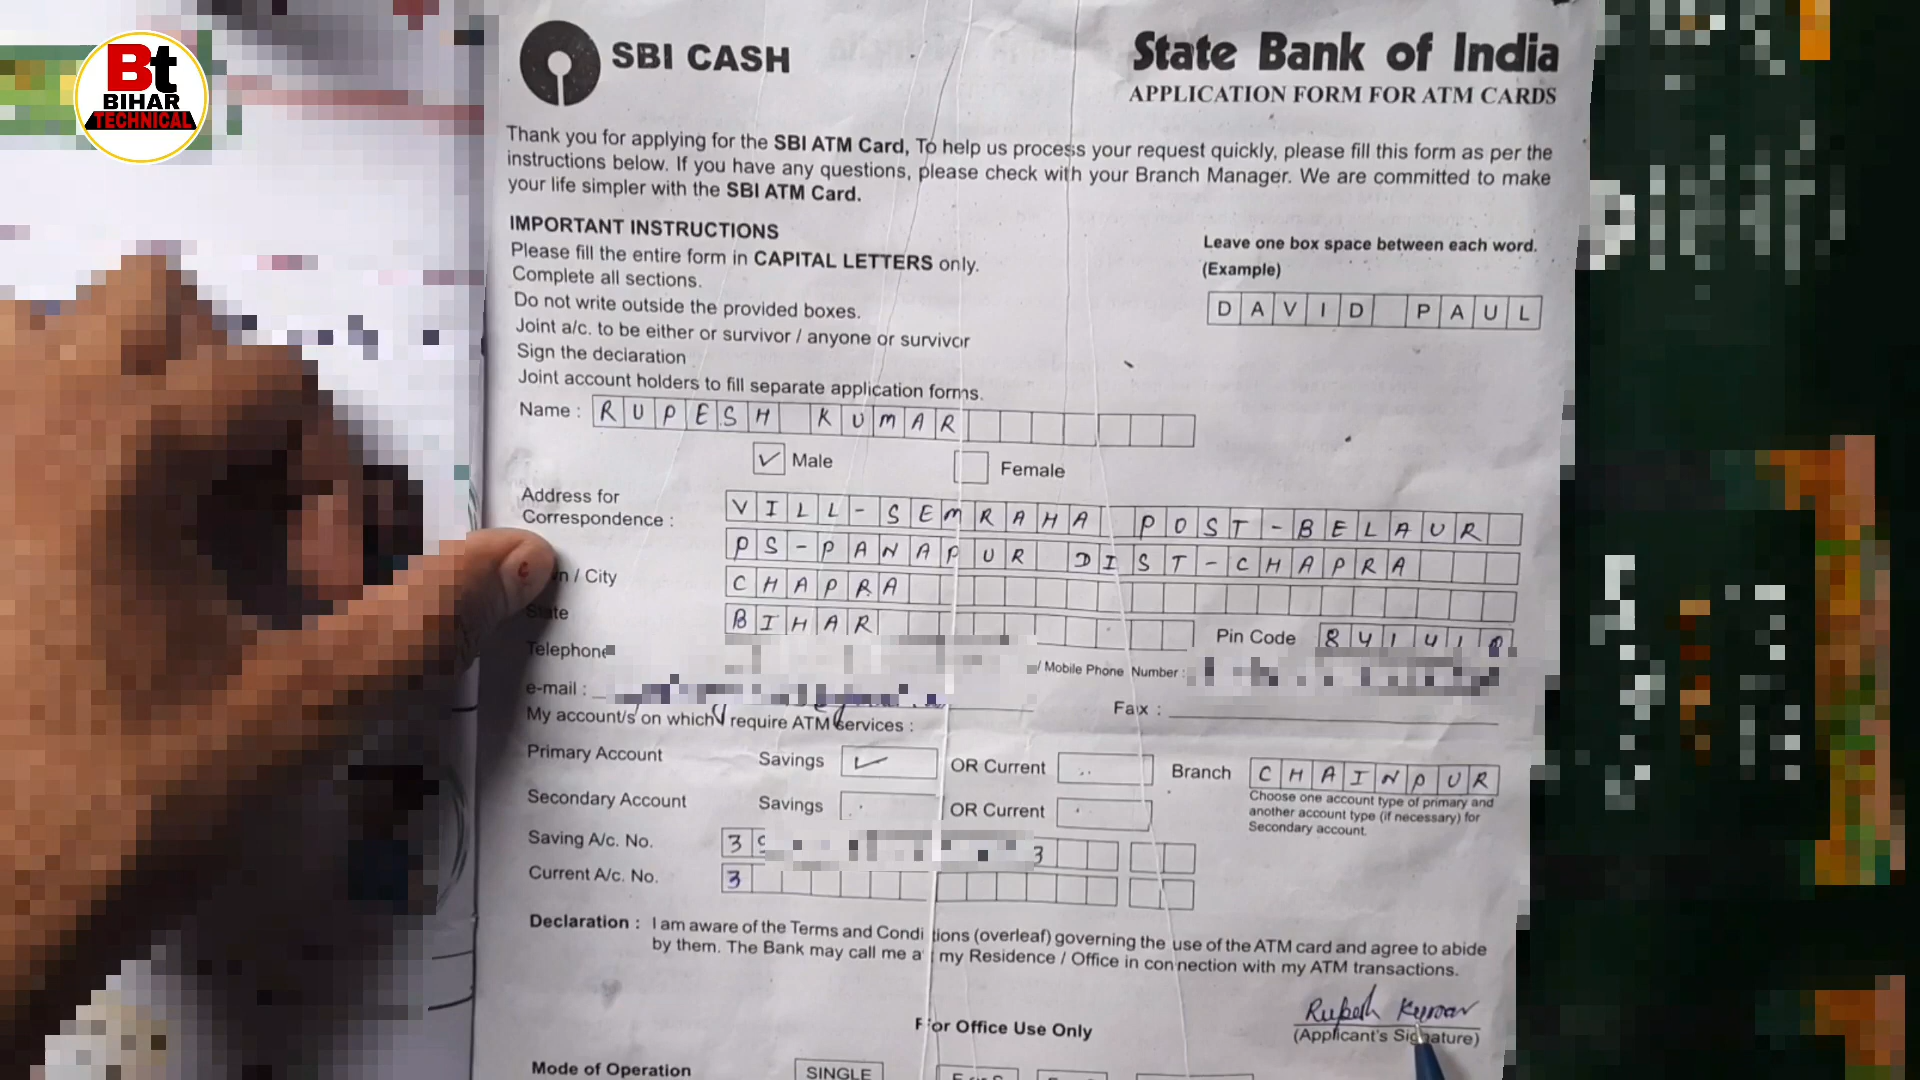 Bt
BIHAR
TECHNICAL
SBI CASH
State Bank of India
APPLICATION FORM FOR ATM CARDS
Thank you for applying for the SBI ATM Card, To help us process your request quickly, please fill this form as per the
instructions below. If you have any questions, please check with your Branch Manager. We are committed to make
your life simpler with the SBI ATM Card.
IMPORTANT INSTRUCTIONS
Please fill the entire form in CAPITAL LETTERS only.
Complete all sections.
Do not write outside the provided boxes.
Joint a/c. to be either or survivor / anyone or survivor
Sign the declaration
Joint account holders to fill separate application forms.
Leave one box space between each word.
(Example)
DAVID PAUL
Name : RUPESH KUMAR
Male Female
Address for
Correspondence :
VILL-SEMRAHA POST-BELAUR
PS-PANAPUR DIST-CHAPRA
/ City CHAPRA
State BIHAR Pin Code 841410
Telephone / Mobile Phone Number :
e-mail : Fax :
My account/s on which I require ATM services :
Primary Account Savings OR Current Branch CHAINPUR
Secondary Account Savings OR Current
Choose one account type of primary and
another account type (if necessary) for
Secondary account.
Saving A/c. No. 39 3
Current A/c. No. 3
Declaration : I am aware of the Terms and Conditions (overleaf) governing the use of the ATM card and agree to abide
by them. The Bank may call me at my Residence / Office in connection with my ATM transactions.
Rupesh Kumar
(Applicant's Signature)
For Office Use Only
Mode of Operation SINGLE